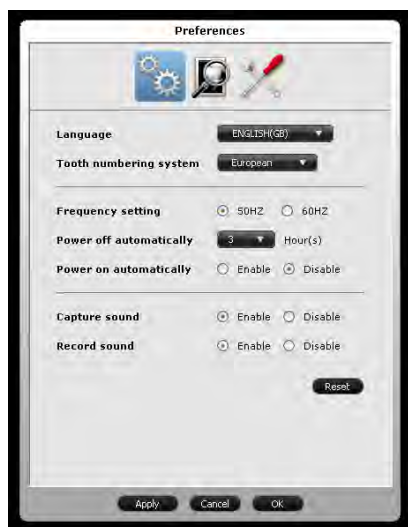 Preferences
Language ENGLISH(GB)
Tooth numbering system European
Frequency setting 50HZ 60HZ
Power off automatically 3 Hour(s)
Power on automatically Enable Disable
Capture sound Enable Disable
Record sound Enable Disable
Reset
Apply Cancel OK